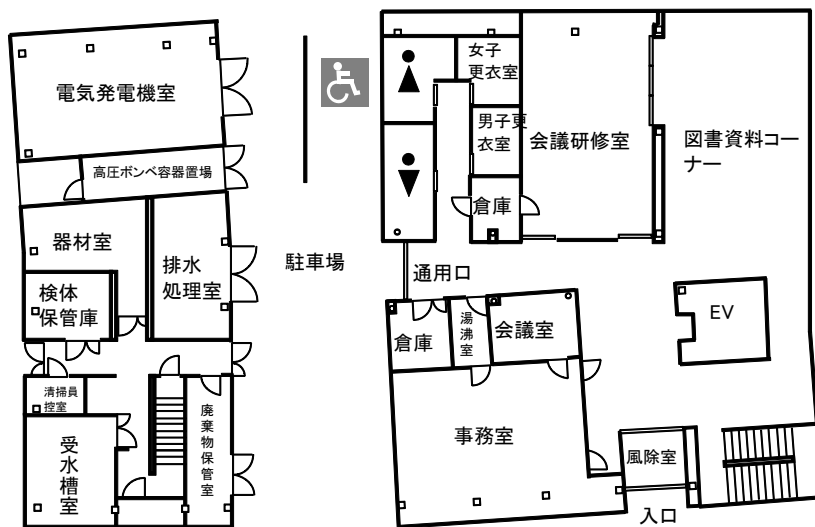 電気発電機室
高圧ボンベ容器置場
器材室
排水
処理室
検体
保管庫
清掃員
控室
受水槽室
廃棄物保管室
駐車場
女子
更衣室
男子更
衣室
倉庫
会議研修室
図書資料コー
ナー
通用口
倉庫
湯沸室
会議室
EV
事務室
風除室
入口